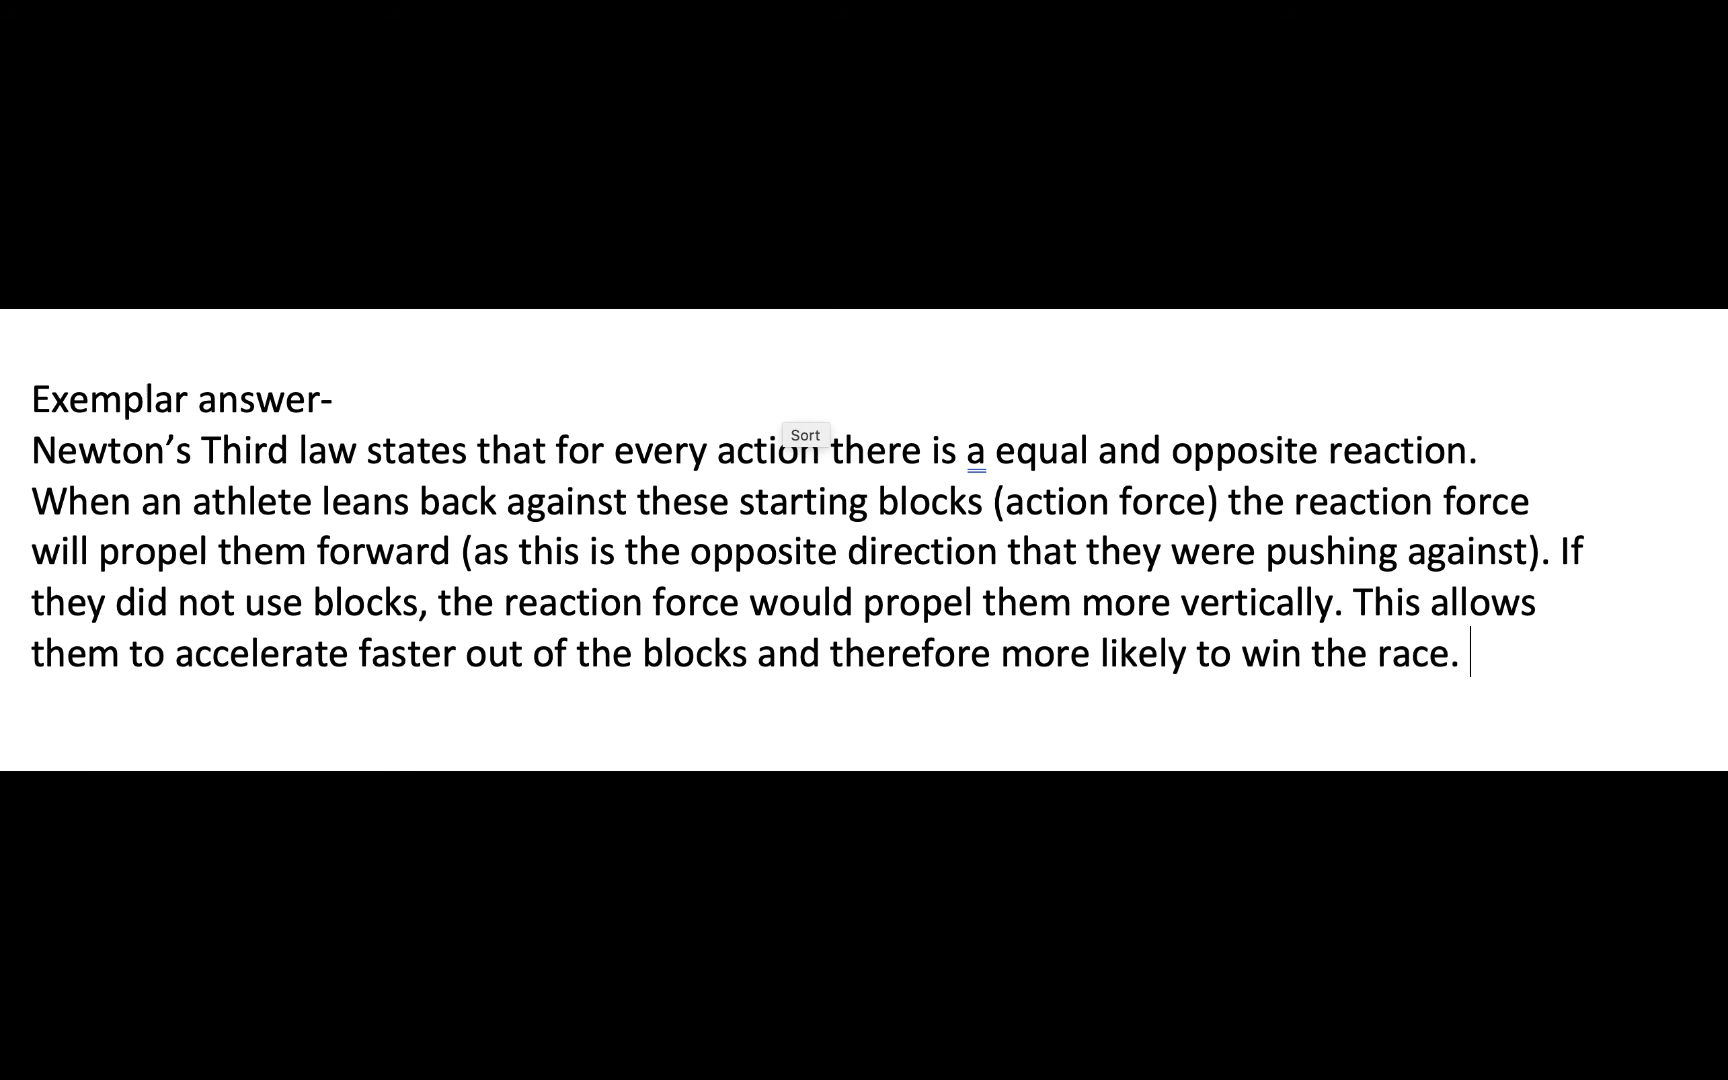 Exemplar answer-
Sort
Newton’s Third law states that for every action there is a equal and opposite reaction.
When an athlete leans back against these starting blocks (action force) the reaction force
will propel them forward (as this is the opposite direction that they were pushing against). If
they did not use blocks, the reaction force would propel them more vertically. This allows
them to accelerate faster out of the blocks and therefore more likely to win the race.